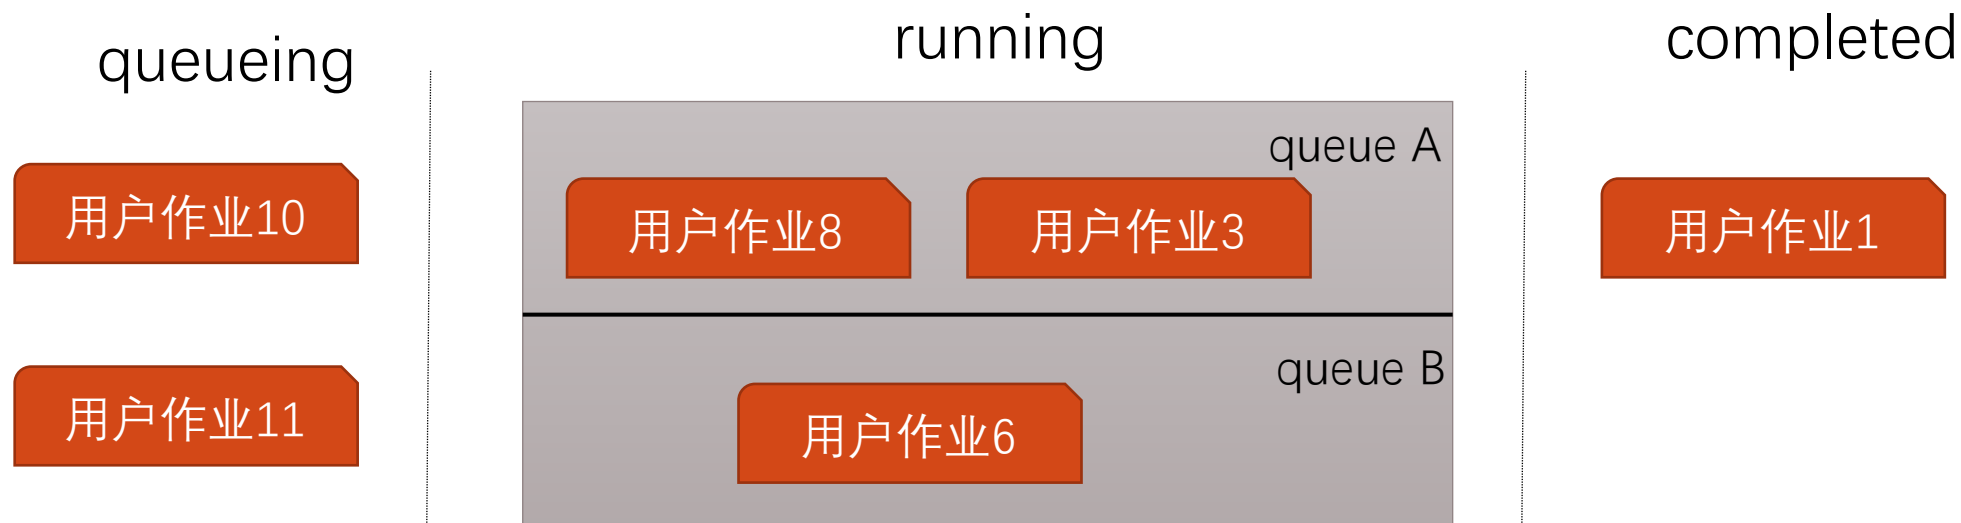 queueing
running
completed
queue A
用户作业10
用户作业8
用户作业3
用户作业1
queue B
用户作业11
用户作业6